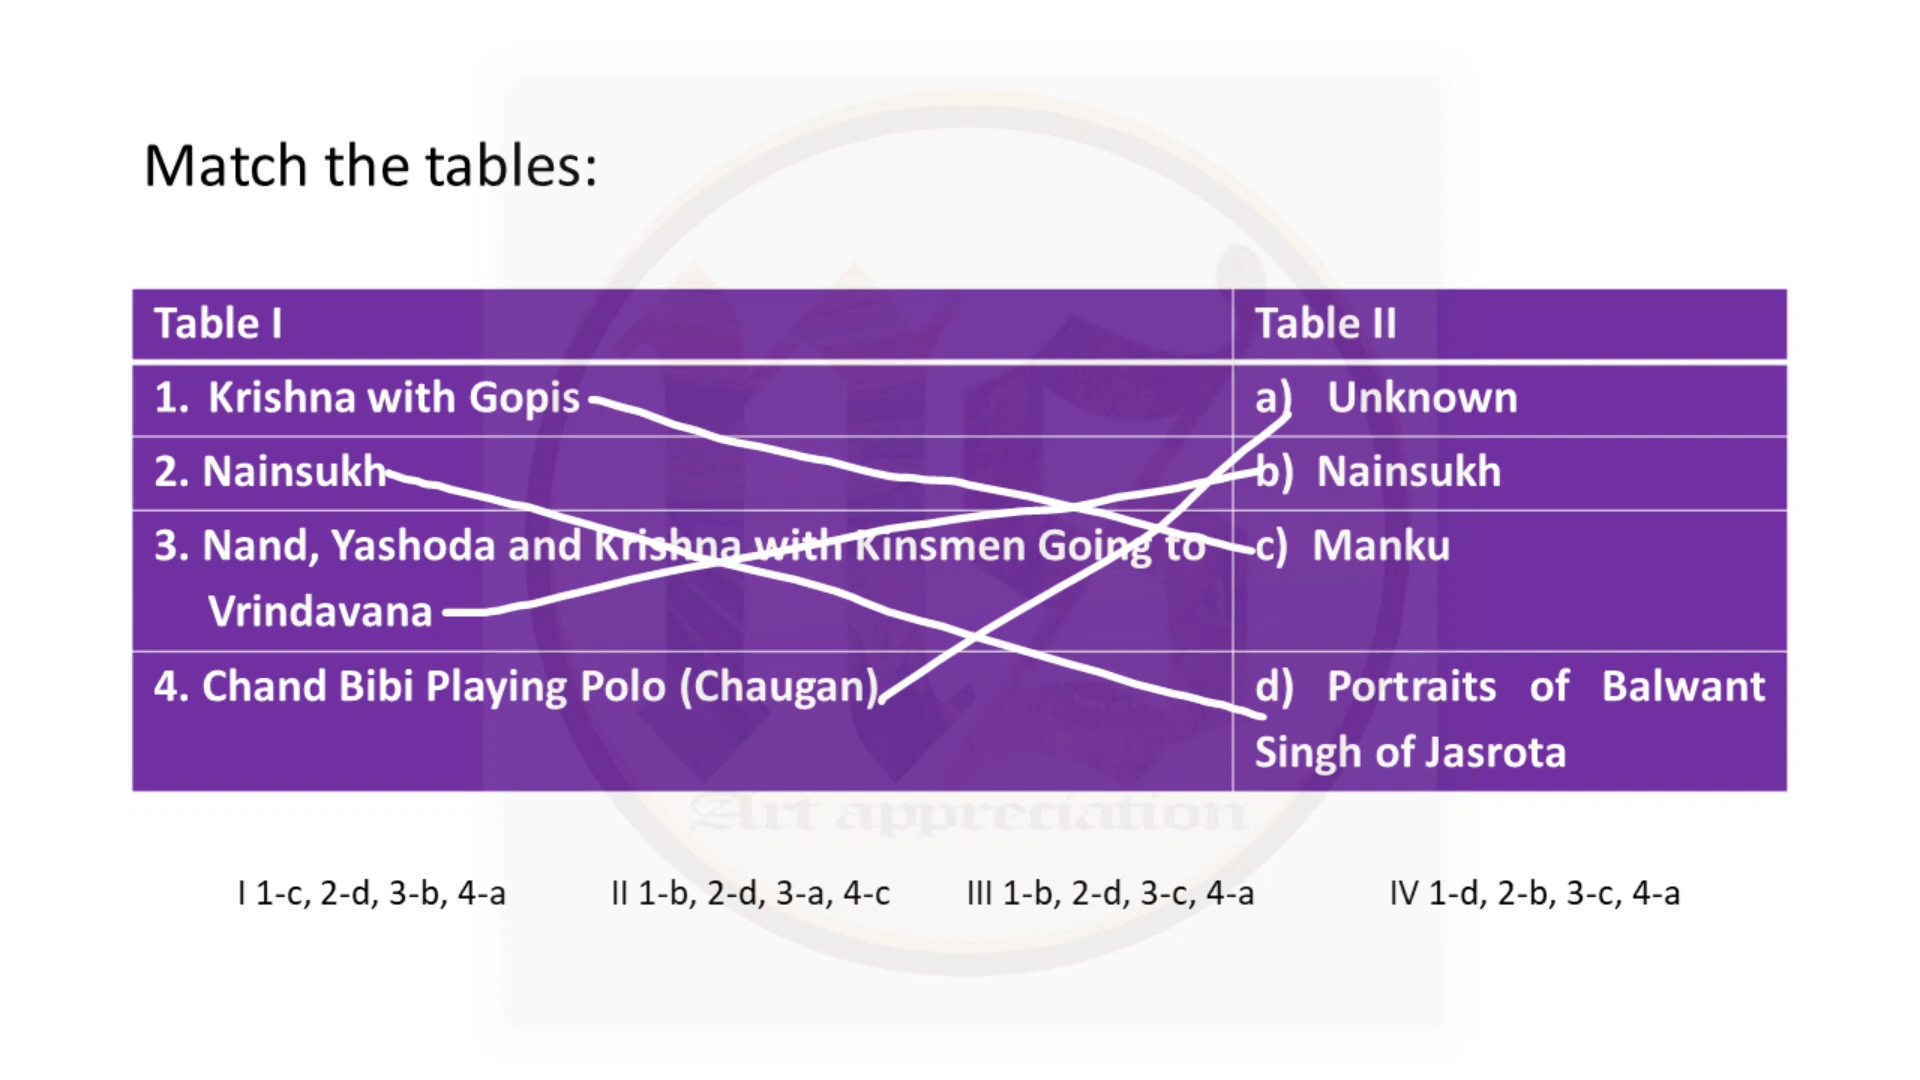 Match the tables:
Table I
Table II
1. Krishna with Gopis
a) Unknown
2. Nainsukh
b) Nainsukh
3. Nand, Yashoda and Krishna with Kinsmen Going to
Vrindavana
c) Manku
4. Chand Bibi Playing Polo (Chaugan)
d) Portraits of Balwant
Singh of Jasrota
Art appreciation
I 1-c, 2-d, 3-b, 4-a
II 1-b, 2-d, 3-a, 4-c
III 1-b, 2-d, 3-c, 4-a
IV 1-d, 2-b, 3-c, 4-a